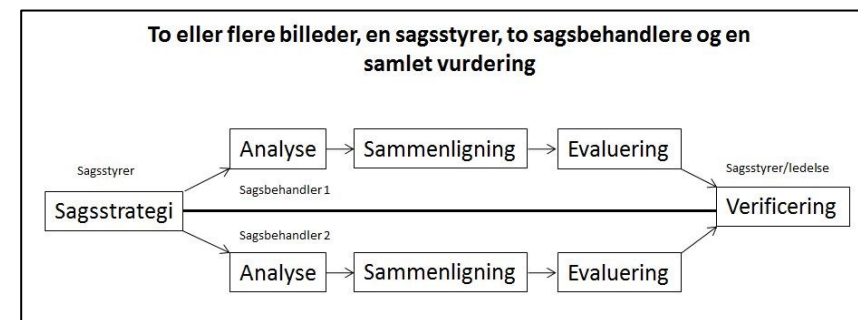 To eller flere billeder, en sagsstyrer, to sagsbehandlere og en
samlet vurdering
Sagsstyrer
Sagsstrategi
Analyse
Sammenligning
Evaluering
Sagsbehandler 1
Sagsbehandler 2
Analyse
Sammenligning
Evaluering
Sagsstyrer/ledelse
Verificering